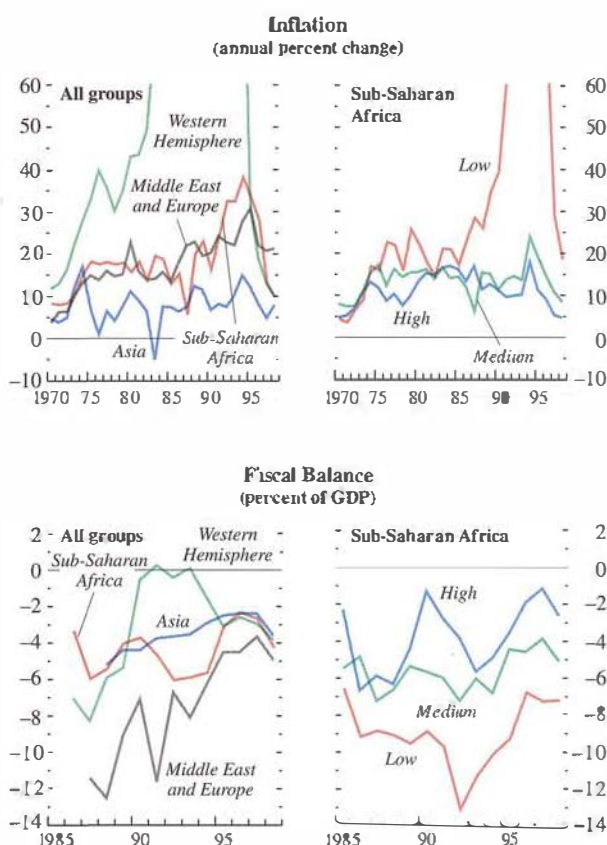 Inflation
(annual percent change)
All groups
Western
Hemisphere
Middle East
and Europe
Asia
Sub-Saharan
Africa
60
50
40
30
20
10
0
−10
1970 75 80 85 90 95
Sub-Saharan
Africa
Low
High
Medium
60
50
40
30
20
10
0
−10
1970 75 80 85 90 95
Fiscal Balance
(percent of GDP)
All groups
Western
Hemisphere
Sub-Saharan
Africa
Asia
Middle East
and Europe
2
0
−2
−4
−6
−8
−10
−12
−14
1985 90 95
Sub-Saharan Africa
High
Medium
Low
2
0
−2
−4
−6
−8
−10
−12
−14
1985 90 95